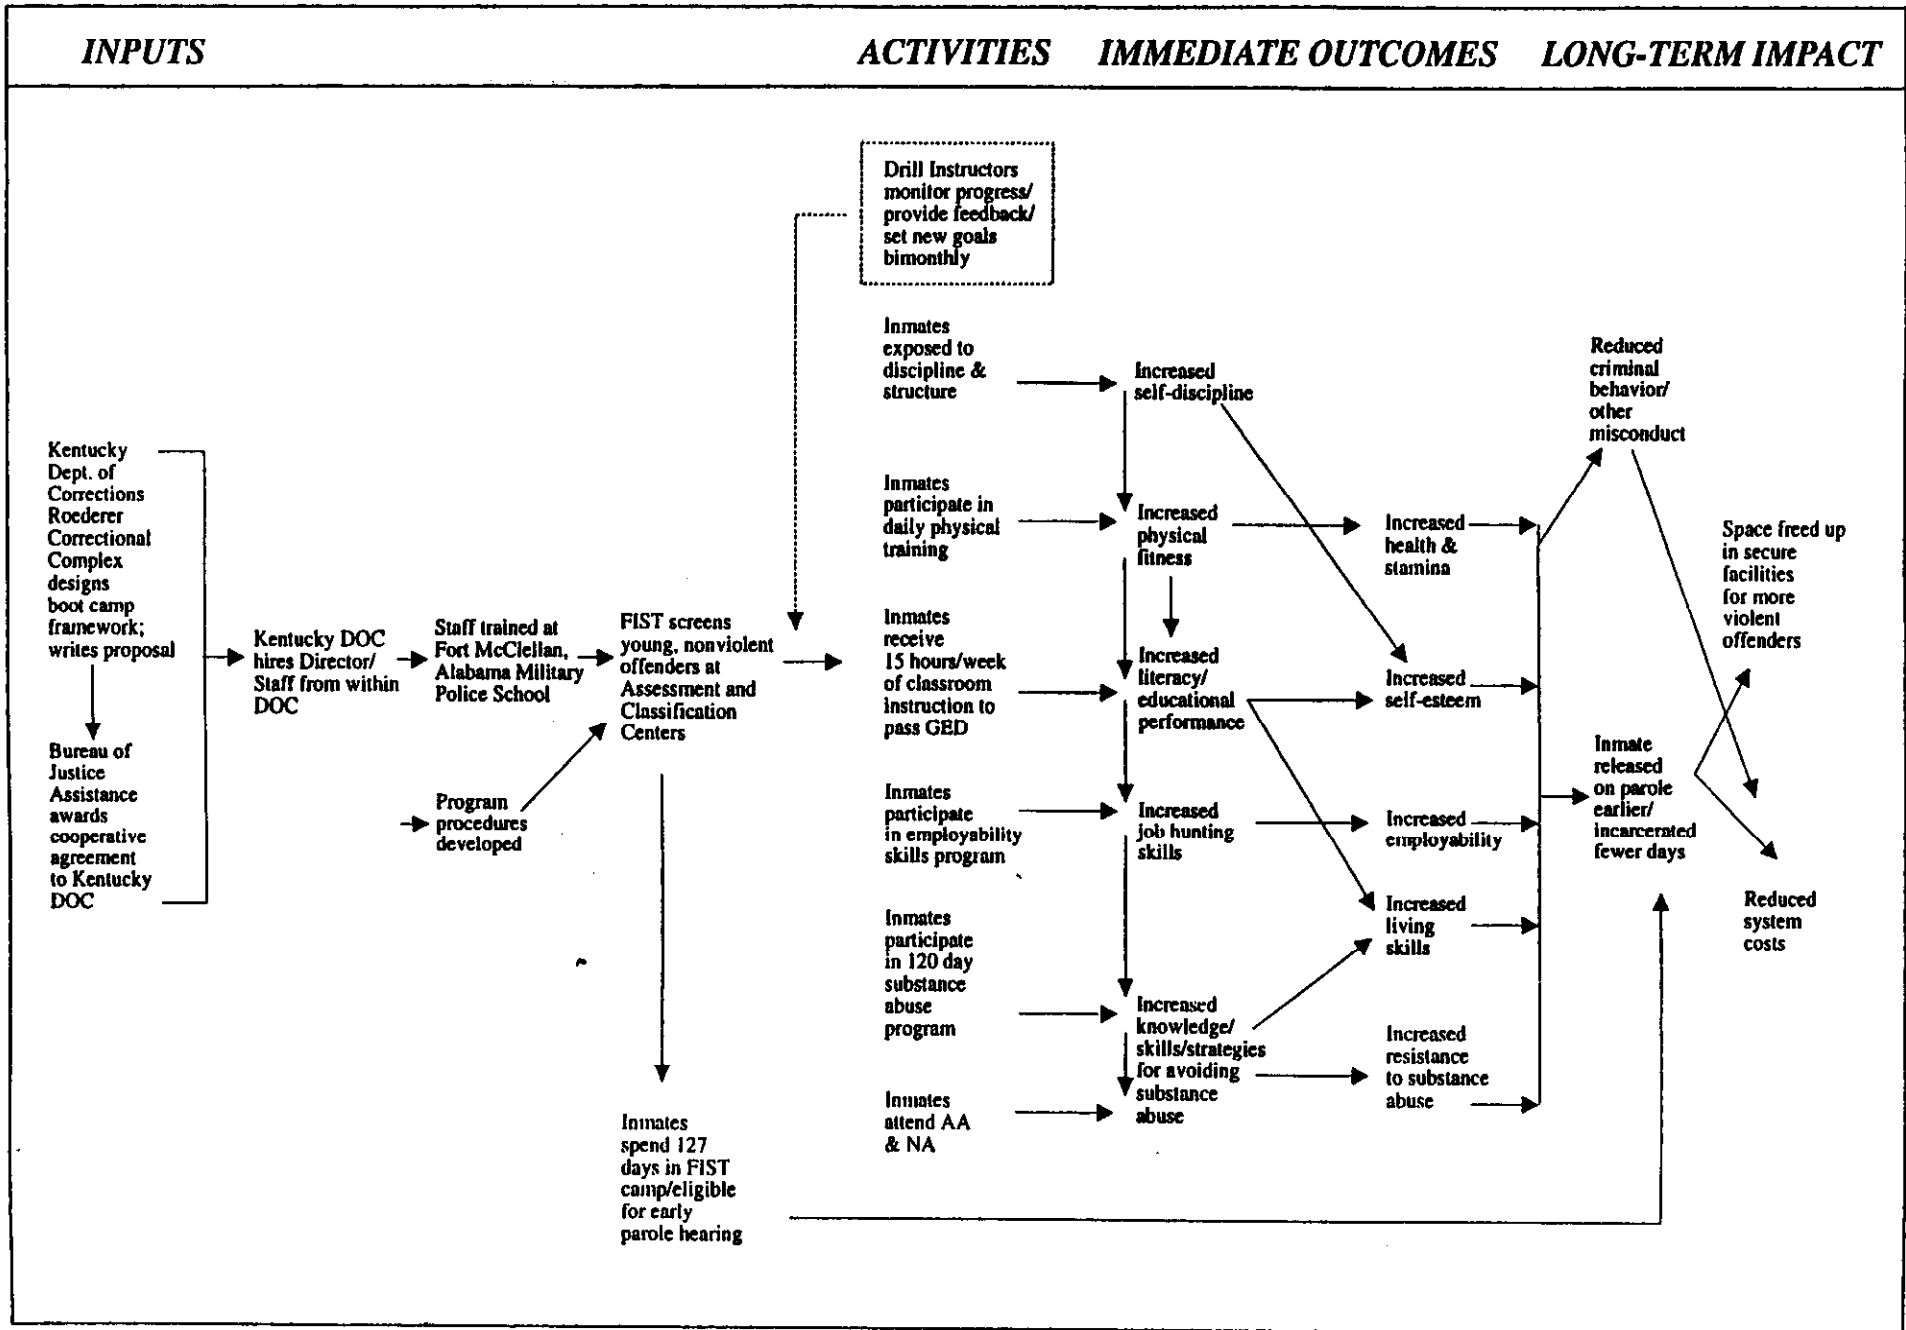 INPUTS
ACTIVITIES
IMMEDIATE OUTCOMES
LONG-TERM IMPACT
Kentucky
Dept. of
Corrections
Roederer
Correctional
Complex
designs
boot camp
framework;
writes proposal
Bureau of
Justice
Assistance
awards
cooperative
agreement
to Kentucky
DOC
Kentucky DOC
hires Director/
Staff from within
DOC
Staff trained at
Fort McClellan,
Alabama Military
Police School
Program
procedures
developed
FIST screens
young, nonviolent
offenders at
Assessment and
Classification
Centers
Inmates
spend 127
days in FIST
camp/eligible
for early
parole hearing
Drill Instructors
monitor progress/
provide feedback/
set new goals
bimonthly
Inmates
exposed to
discipline &
structure
Inmates
participate in
daily physical
training
Inmates
receive
15 hours/week
of classroom
instruction to
pass GED
Inmates
participate
in employability
skills program
Inmates
participate
in 120 day
substance
abuse
program
Inmates
attend AA
& NA
Increased
self-discipline
Increased
physical
fitness
Increased
literacy/
educational
performance
Increased
job hunting
skills
Increased
knowledge/
skills/strategies
for avoiding
substance
abuse
Increased
health &
stamina
Increased
self-esteem
Increased
employability
Increased
living
skills
Increased
resistance
to substance
abuse
Reduced
criminal
behavior/
other
misconduct
Inmate
released
on parole
earlier/
incarcerated
fewer days
Space freed up
in secure
facilities
for more
violent
offenders
Reduced
system
costs